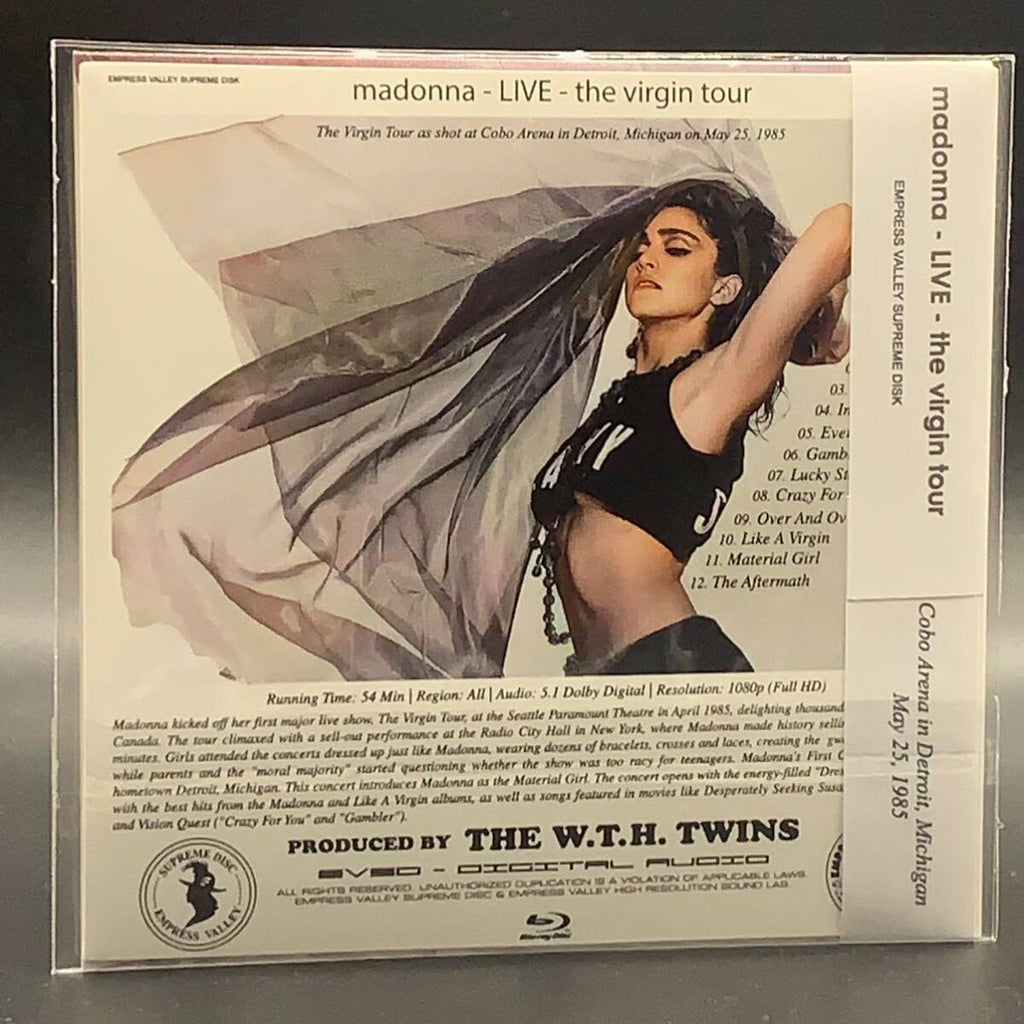 EMPRESS VALLEY SUPREME DISK
madonna - LIVE - the virgin tour
The Virgin Tour as shot at Cobo Arena in Detroit, Michigan on May 25, 1985
03.
04. In
05. Eve
06. Gamb
07. Lucky St
08. Crazy For
09. Over And Ov
10. Like A Virgin
11. Material Girl
12. The Aftermath
Running Time: 54 Min | Region: All | Audio: 5.1 Dolby Digital | Resolution: 1080p (Full HD)
Madonna kicked off her first major live show, The Virgin Tour, at the Seattle Paramount Theatre in April 1985, delighting thousand
Canada. The tour climaxed with a sell-out performance at the Radio City Hall in New York, where Madonna made history selli
minutes. Girls attended the concerts dressed up just like Madonna, wearing dozens of bracelets, crosses and laces, creating the
while parents and the "moral majority" started questioning whether the show was too racy for teenagers. Madonna's First
hometown Detroit, Michigan. This concert introduces Madonna as the Material Girl. The concert opens with the energy-filled "Dre
with the best hits from the Madonna and Like A Virgin albums, as well as songs featured in movies like Desperately Seeking Susa
and Vision Quest ("Crazy For You" and "Gambler").
PRODUCED BY THE W.T.H. TWINS
EVSD - DIGITAL AUDIO
ALL RIGHTS RESERVED. UNAUTHORIZED DUPLICATION IS A VIOLATION OF APPLICABLE LAWS.
EMPRESS VALLEY SUPREME DISC & EMPRESS VALLEY HIGH RESOLUTION SOUND LAB.
SUPREME DISC
EMPRESS VALLEY
Blu-ray Disc
madonna - LIVE - the virgin tour
EMPRESS VALLEY SUPREME DISK
Cobo Arena in Detroit, Michigan
May 25, 1985